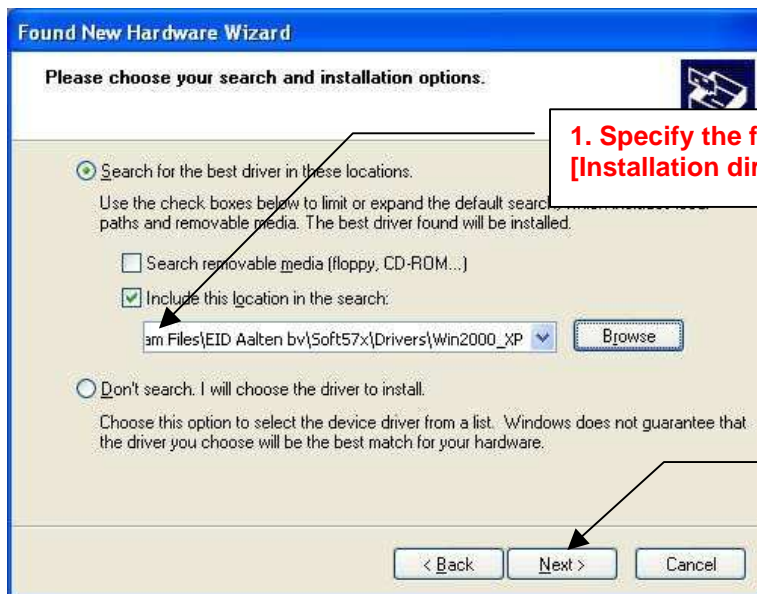 Found New Hardware Wizard
Please choose your search and installation options.
1. Specify the f
[Installation dir
Search for the best driver in these locations.
Use the check boxes below to limit or expand the default search,
paths and removable media. The best driver found will be installed.
Search removable media (floppy, CD-ROM...)
Include this location in the search:
am Files\EID Aalten bv\Soft57x\Drivers\Win2000_XP
Browse
Don't search. I will choose the driver to install.
Choose this option to select the device driver from a list. Windows does not guarantee that
the driver you choose will be the best match for your hardware.
< Back
Next >
Cancel